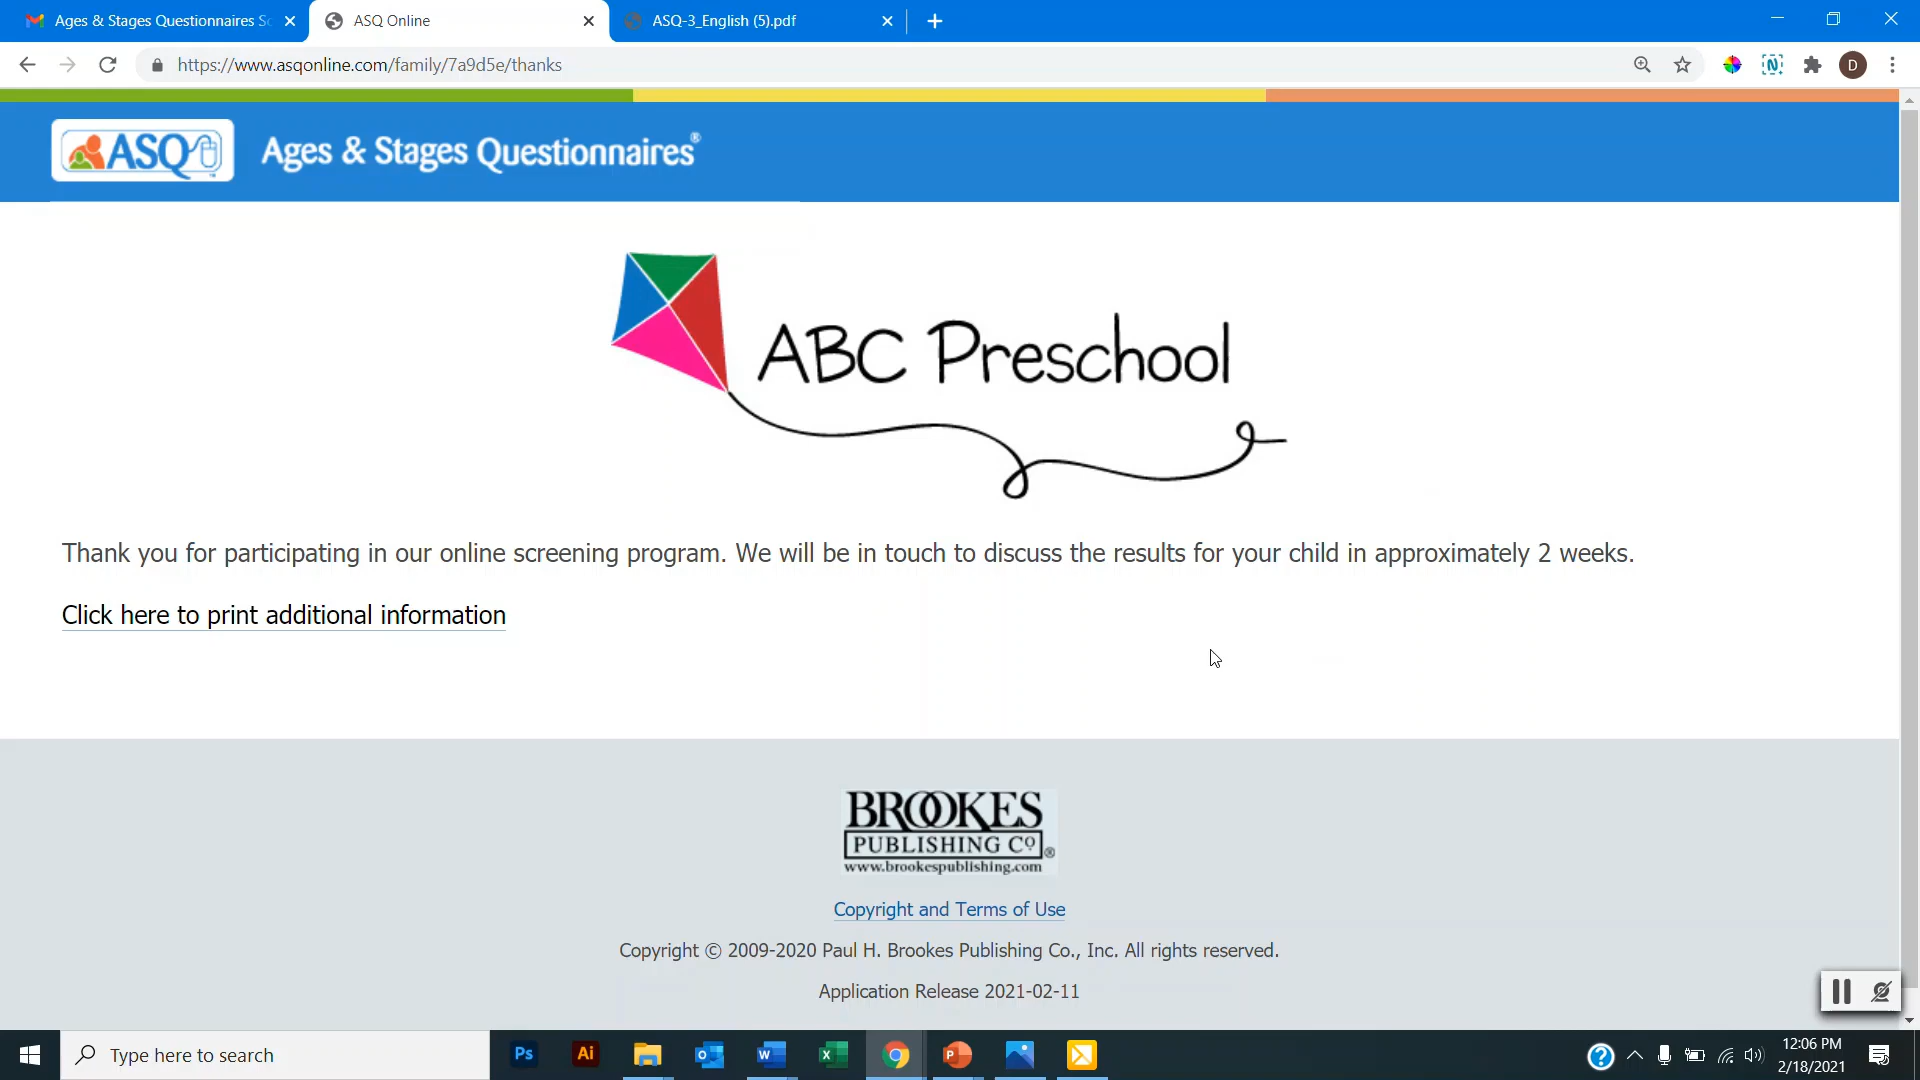 Ages & Stages Questionnaires Sc
ASQ Online
ASQ-3_English (5).pdf
https://www.asqonline.com/family/7a9d5e/thanks
D
ASQ Ages & Stages Questionnaires®
ABC Preschool
Thank you for participating in our online screening program. We will be in touch to discuss the results for your child in approximately 2 weeks.
Click here to print additional information
BROOKES
PUBLISHING CO®
www.brookespublishing.com
Copyright and Terms of Use
Copyright © 2009-2020 Paul H. Brookes Publishing Co., Inc. All rights reserved.
Application Release 2021-02-11
Type here to search
Ps
Ai
12:06 PM
2/18/2021